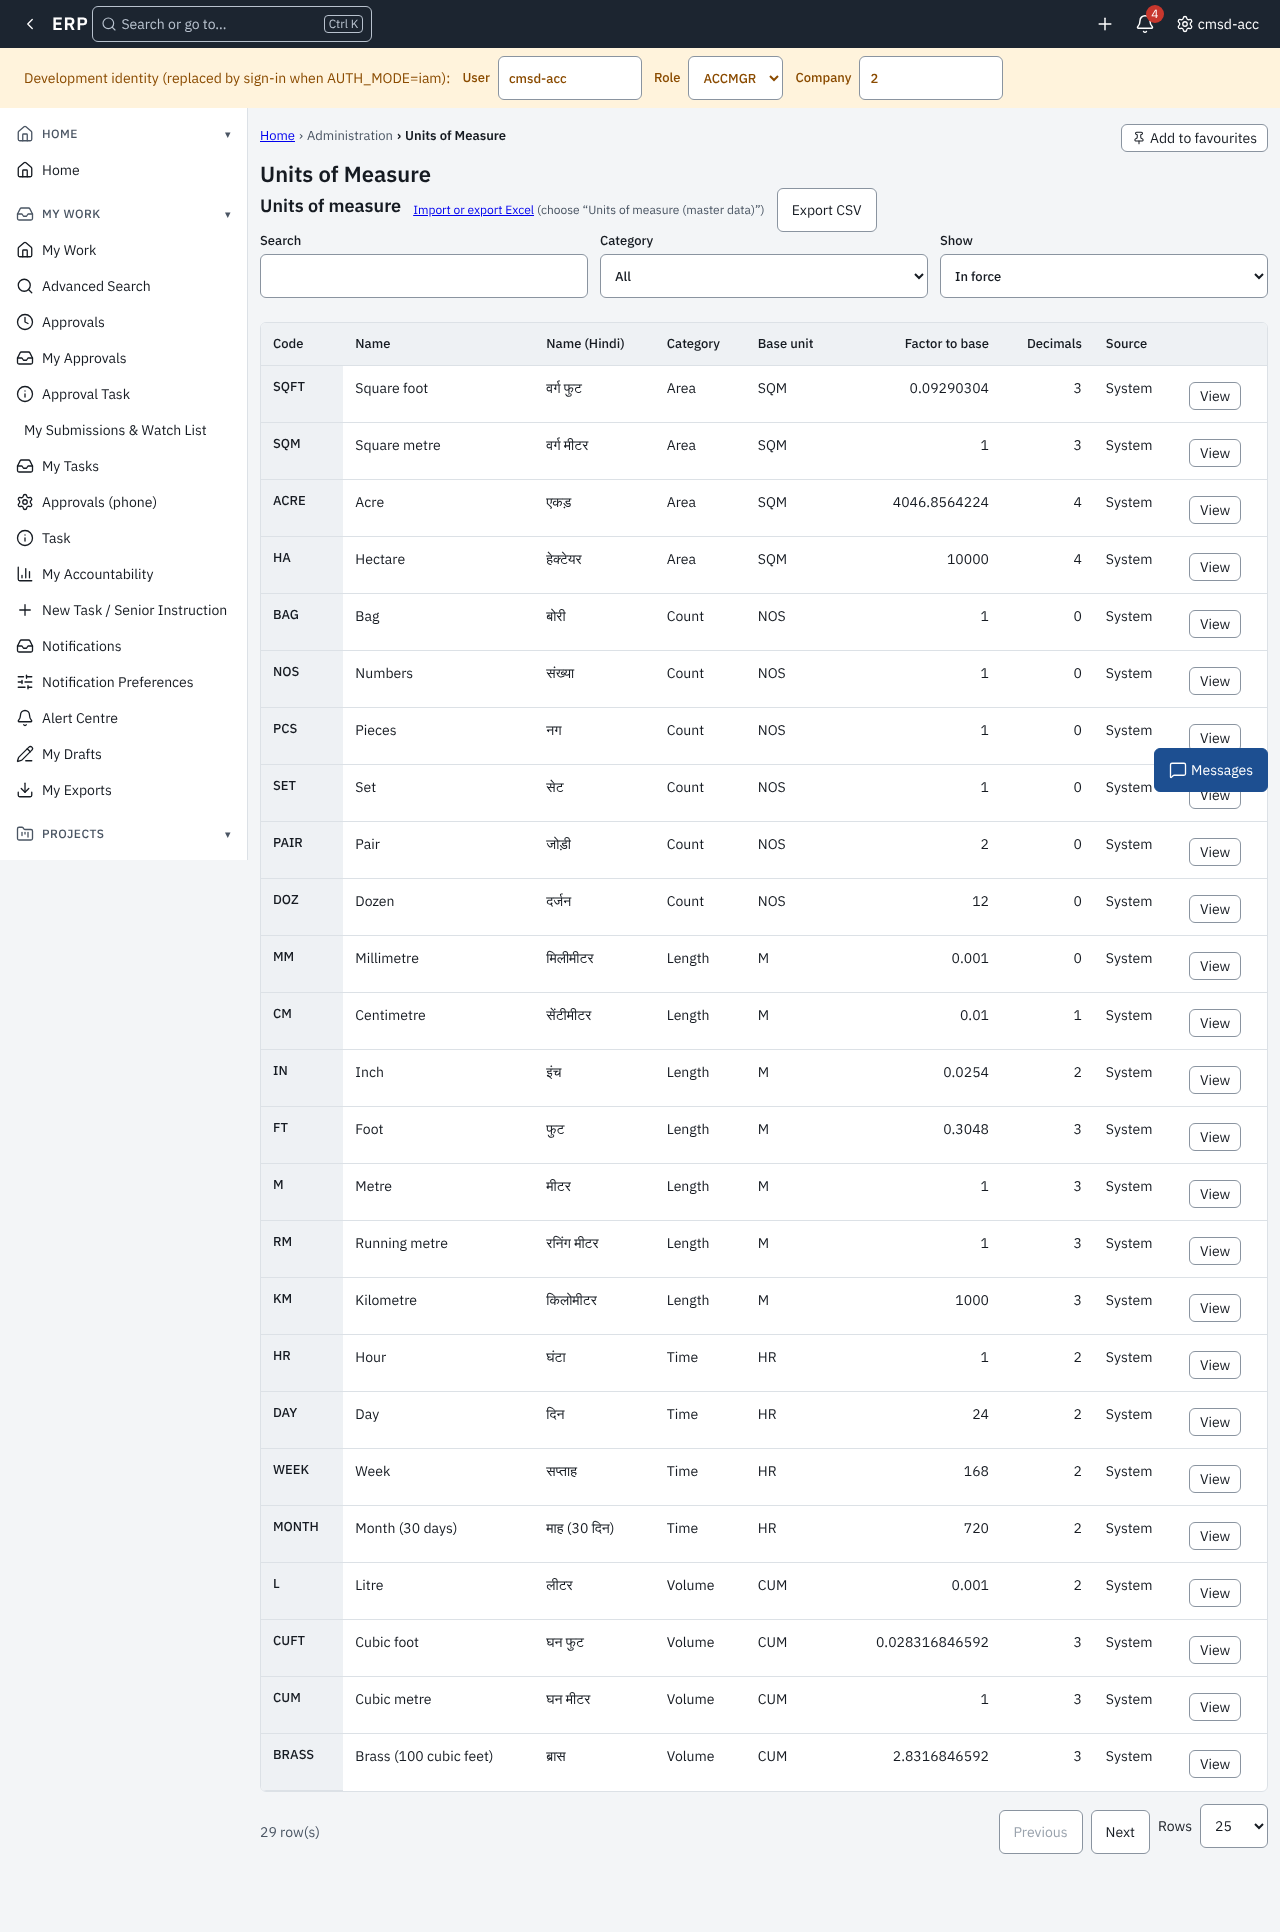 ERP Search or go to... Ctrl K 4 cmsd-acc
Development identity (replaced by sign-in when AUTH_MODE=iam): User cmsd-acc Role ACCMGR Company 2
HOME
Home
MY WORK
My Work
Advanced Search
Approvals
My Approvals
Approval Task
My Submissions & Watch List
My Tasks
Approvals (phone)
Task
My Accountability
New Task / Senior Instruction
Notifications
Notification Preferences
Alert Centre
My Drafts
My Exports
PROJECTS
Home › Administration › Units of Measure
Add to favourites
Units of Measure
Units of measure Import or export Excel (choose “Units of measure (master data)”) Export CSV
Search Category Show
All In force
Code Name Name (Hindi) Category Base unit Factor to base Decimals Source
SQFT Square foot वर्ग फुट Area SQM 0.09290304 3 System View
SQM Square metre वर्ग मीटर Area SQM 1 3 System View
ACRE Acre एकड़ Area SQM 4046.8564224 4 System View
HA Hectare हेक्टेयर Area SQM 10000 4 System View
BAG Bag बोरी Count NOS 1 0 System View
NOS Numbers संख्या Count NOS 1 0 System View
PCS Pieces नग Count NOS 1 0 System View
Messages
SET Set सेट Count NOS 1 0 System View
PAIR Pair जोड़ी Count NOS 2 0 System View
DOZ Dozen दर्जन Count NOS 12 0 System View
MM Millimetre मिलीमीटर Length M 0.001 0 System View
CM Centimetre सेंटीमीटर Length M 0.01 1 System View
IN Inch इंच Length M 0.0254 2 System View
FT Foot फुट Length M 0.3048 3 System View
M Metre मीटर Length M 1 3 System View
RM Running metre रनिंग मीटर Length M 1 3 System View
KM Kilometre किलोमीटर Length M 1000 3 System View
HR Hour घंटा Time HR 1 2 System View
DAY Day दिन Time HR 24 2 System View
WEEK Week सप्ताह Time HR 168 2 System View
MONTH Month (30 days) माह (30 दिन) Time HR 720 2 System View
L Litre लीटर Volume CUM 0.001 2 System View
CUFT Cubic foot घन फुट Volume CUM 0.028316846592 3 System View
CUM Cubic metre घन मीटर Volume CUM 1 3 System View
BRASS Brass (100 cubic feet) ब्रास Volume CUM 2.8316846592 3 System View
29 row(s) Previous Next Rows 25